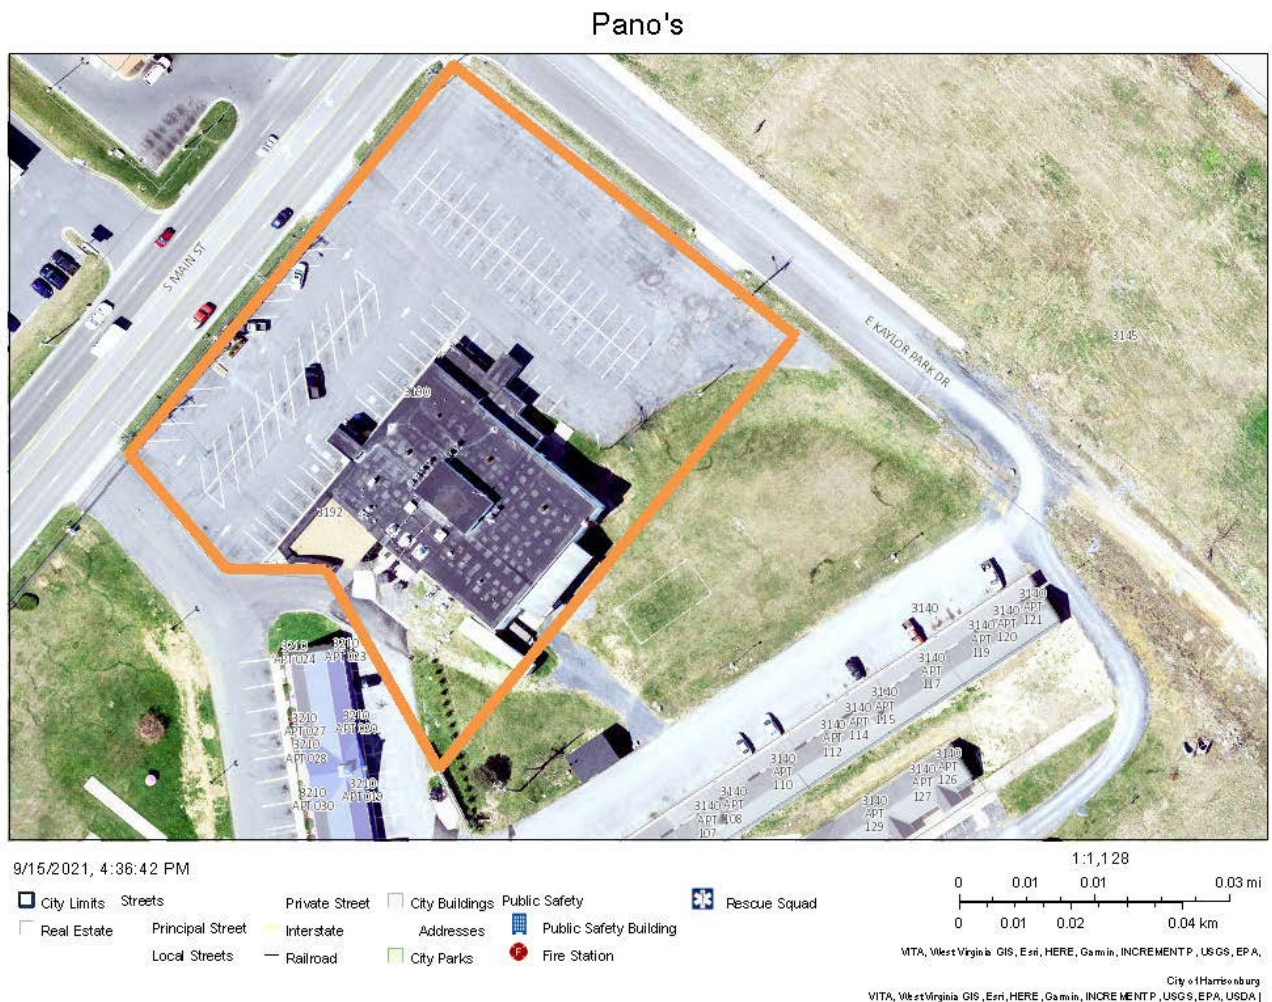 Pano's
S MAIN ST
E KAYLOR PARK DR
3145
3190
3192
3140
3140
APT
121
3140
APT
120
3140
APT
119
3140
APT
117
3140
APT
115
3140
APT
114
3140
APT
112
3140
APT
110
3140
APT
108
3140
APT
107
3140
APT
126
3140
APT
127
3140
APT
129
3210
APT 024
3210
APT 023
3210
APT 027
3210
APT 020
3210
APT 028
3210
APT 030
3210
APT 019
9/15/2021, 4:36:42 PM
1:1,128
0 0.01 0.01 0.03 mi
0 0.01 0.02 0.04 km
City Limits Streets Private Street City Buildings Public Safety Rescue Squad
Real Estate Principal Street Interstate Addresses Public Safety Building
Local Streets Railroad City Parks F Fire Station
VITA, West Virginia GIS, Esri, HERE, Garmin, INCREMENT P, USGS, EPA,
City of Harrisonburg
VITA, West Virginia GIS, Esri, HERE, Garmin, INCREMENT P, USGS, EPA, USDA |